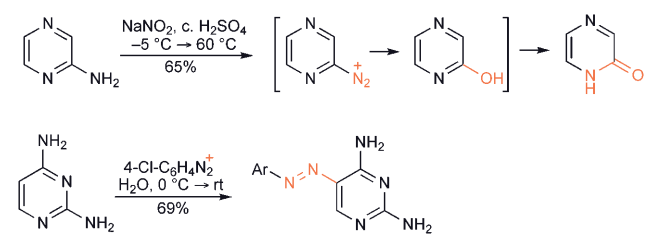 NaNO₂, c. H₂SO₄
–5 °C → 60 °C
65%
N
N
NH₂
N
N
N₂
+
N
N
OH
N
N
H
O
NH₂
N
N
NH₂
4-Cl-C₆H₄N₂⁺
H₂O, 0 °C → rt
69%
Ar
N
N
NH₂
N
N
NH₂